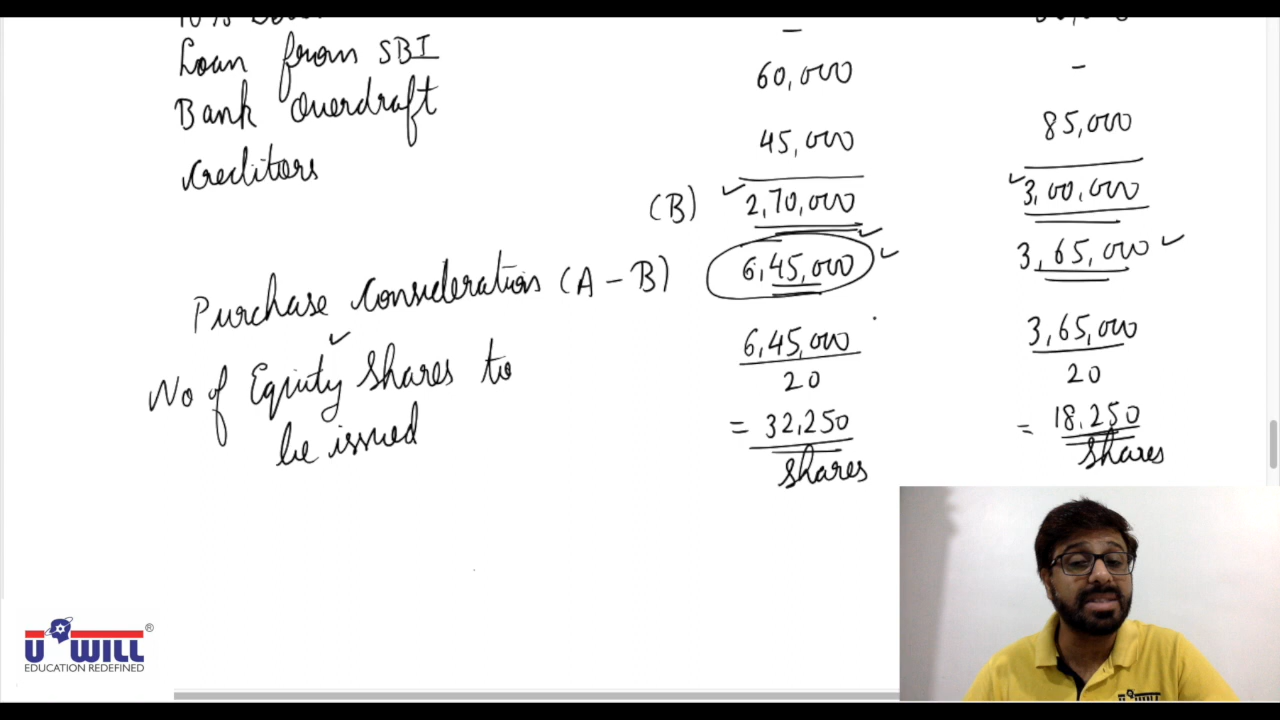 10%
-
Loan from SBI 60,000 -
Bank Overdraft
Creditors 45,000 85,000
(B) 2,70,000 3,00,000
Purchase Consideration (A - B) 6,45,000 3,65,000
No of Equity Shares to be issued 6,45,000 3,65,000
20 20
= 32,250 = 18,250
Shares Shares
U WILL ®
EDUCATION REDEFINED
U WILL